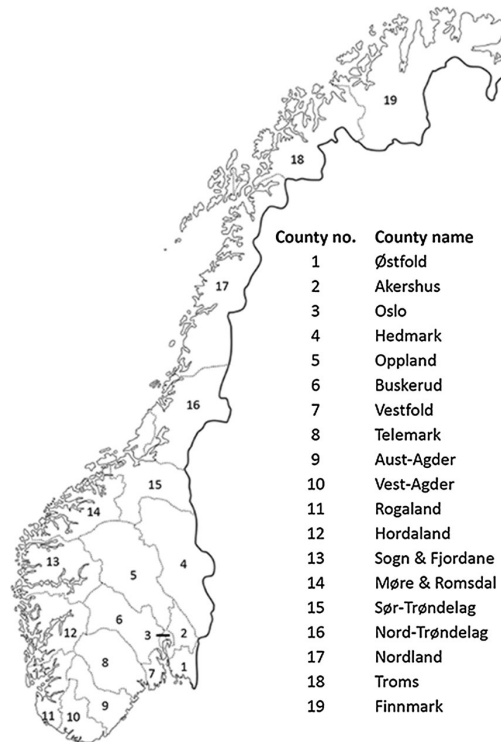 19
18
County no. County name
1 Østfold
2 Akershus
3 Oslo
4 Hedmark
5 Oppland
6 Buskerud
7 Vestfold
8 Telemark
9 Aust-Agder
10 Vest-Agder
11 Rogaland
12 Hordaland
13 Sogn & Fjordane
14 Møre & Romsdal
15 Sør-Trøndelag
16 Nord-Trøndelag
17 Nordland
18 Troms
19 Finnmark
17
16
15
14
13
5
4
6
12
3
2
8
7
1
9
11
10